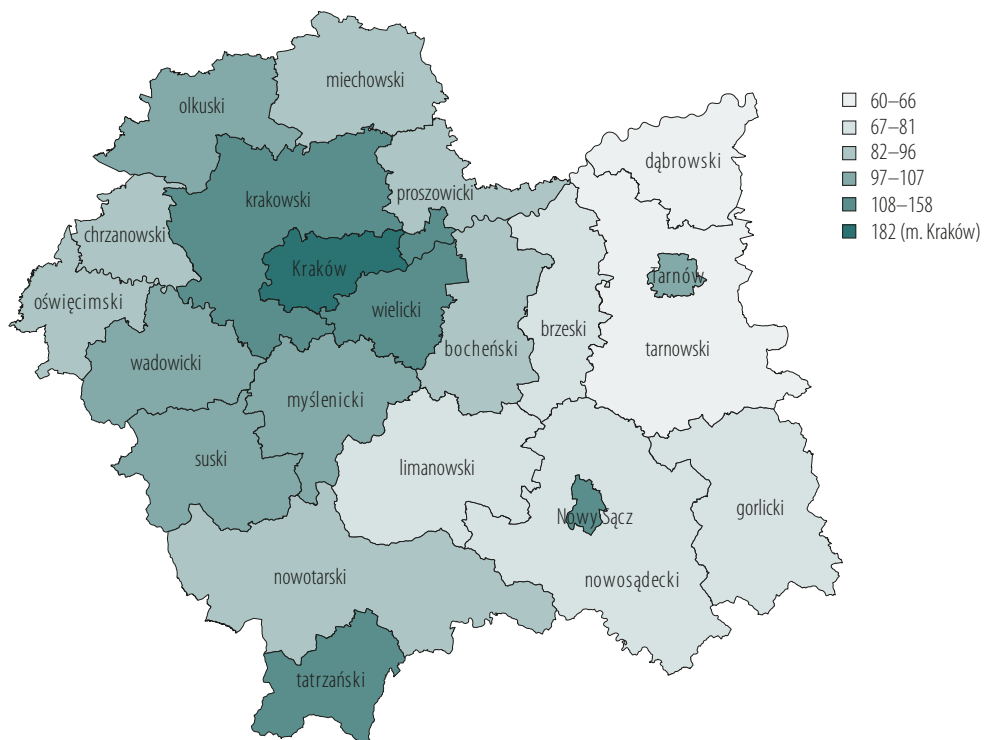 miechowski
olkuski
60–66
67–81
82–96
97–107
108–158
182 (m. Kraków)
dąbrowski
proszowicki
krakowski
chrzanowski
Kraków
Tarnów
oświęcimski
wielicki
brzeski
bocheński
tarnowski
wadowicki
myślenicki
suski
limanowski
gorlicki
Nowy Sącz
nowotarski
nowosądecki
tatrzański